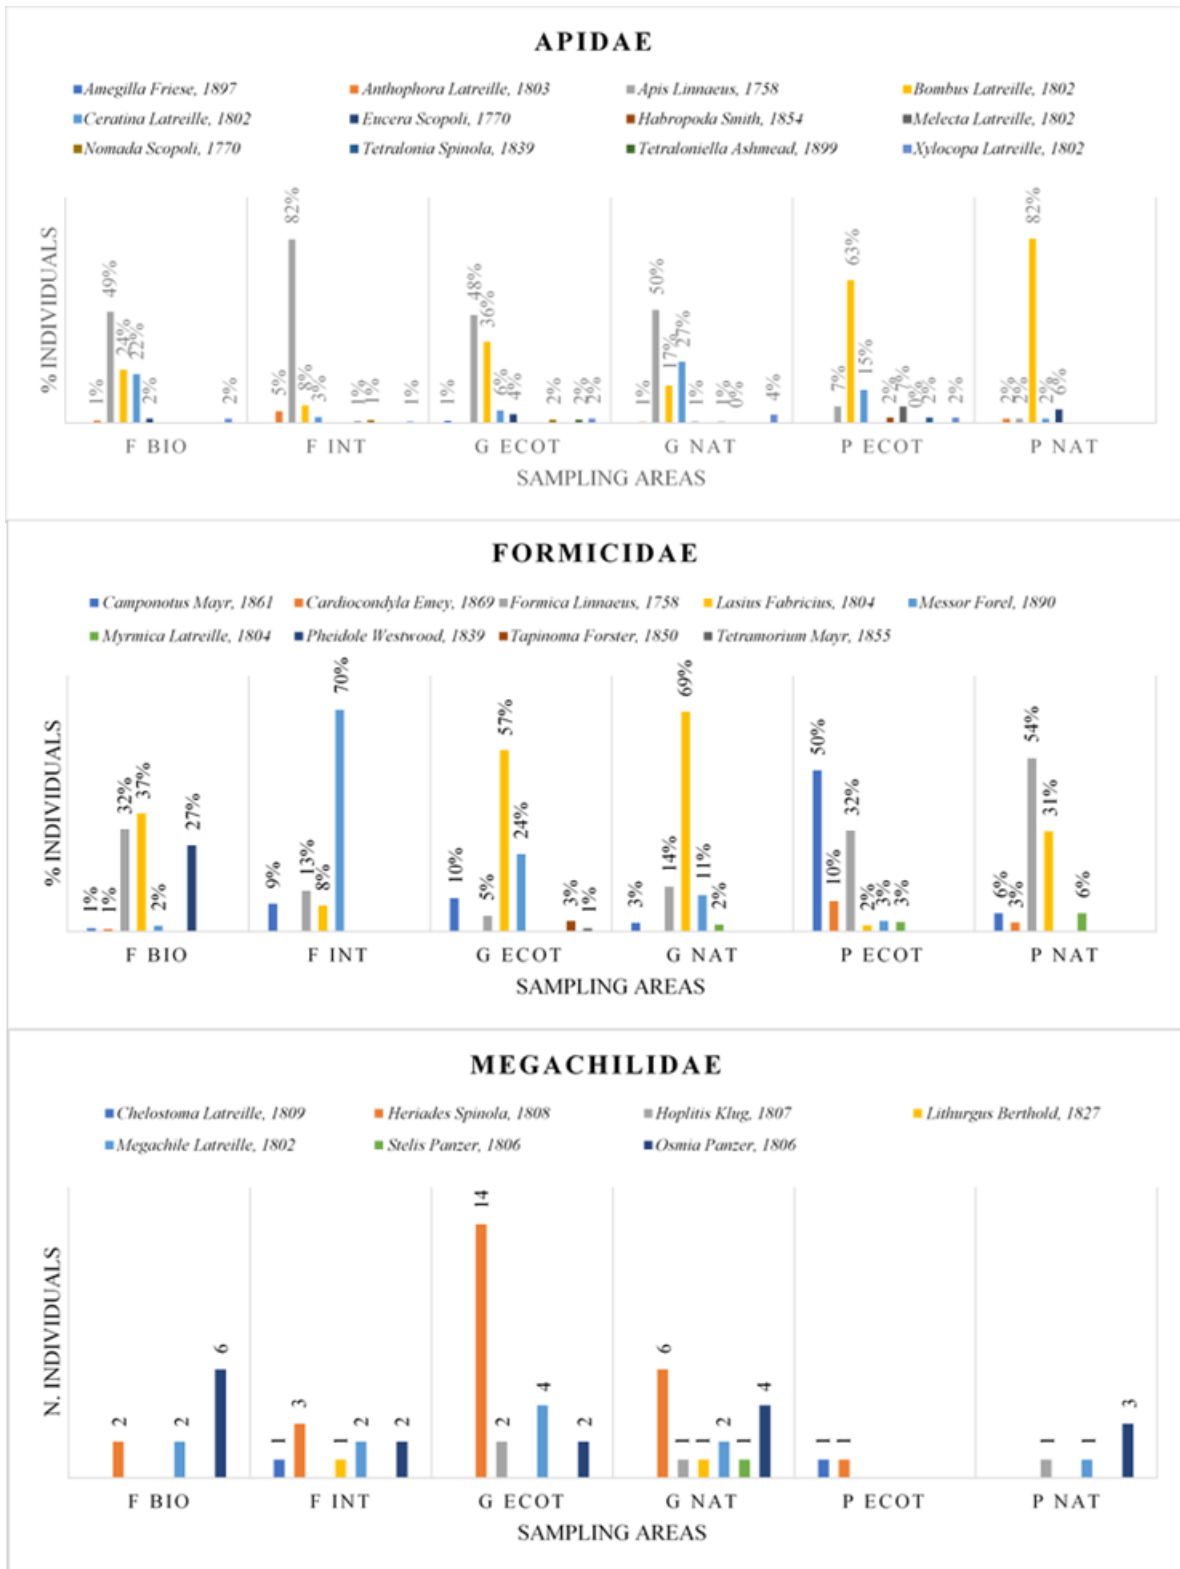 APIDAE
Amegilla Friese, 1897 Anthophora Latreille, 1803 Apis Linnaeus, 1758 Bombus Latreille, 1802
Ceratina Latreille, 1802 Eucera Scopoli, 1770 Habropoda Smith, 1854 Melecta Latreille, 1802
Nomada Scopoli, 1770 Tetralonia Spinola, 1839 Tetraloniella Ashmead, 1899 Xylocopa Latreille, 1802
% INDIVIDUALS
1% 49% 24% 22% 2% 2%
5% 82% 8% 3% 1% 1% 1%
1% 48% 36% 6% 4% 2% 2% 2%
1% 50% 17% 27% 1% 1% 0% 4%
7% 63% 15% 2% 7% 0% 2% 2%
2% 2% 82% 2% 6%
F BIO F INT G ECOT G NAT P ECOT P NAT
SAMPLING AREAS
FORMICIDAE
Camponotus Mayr, 1861 Cardiocondyla Emey, 1869 Formica Linnaeus, 1758 Lasius Fabricius, 1804 Messor Forel, 1890
Myrmica Latreille, 1804 Pheidole Westwood, 1839 Tapinoma Forster, 1850 Tetramorium Mayr, 1855
% INDIVIDUALS
1% 1% 32% 37% 2% 27%
9% 13% 8% 70%
10% 5% 57% 24% 3% 1%
3% 14% 69% 11% 2%
50% 10% 32% 2% 3% 3%
6% 3% 54% 31% 6%
F BIO F INT G ECOT G NAT P ECOT P NAT
SAMPLING AREAS
MEGACHILIDAE
Chelostoma Latreille, 1809 Heriades Spinola, 1808 Hoplitis Klug, 1807 Lithurgus Berthold, 1827
Megachile Latreille, 1802 Stelis Panzer, 1806 Osmia Panzer, 1806
N. INDIVIDUALS
2 2 6
1 3 1 2 2
14 2 4 2
6 1 1 2 1 4
1 1
1 1 3
F BIO F INT G ECOT G NAT P ECOT P NAT
SAMPLING AREAS